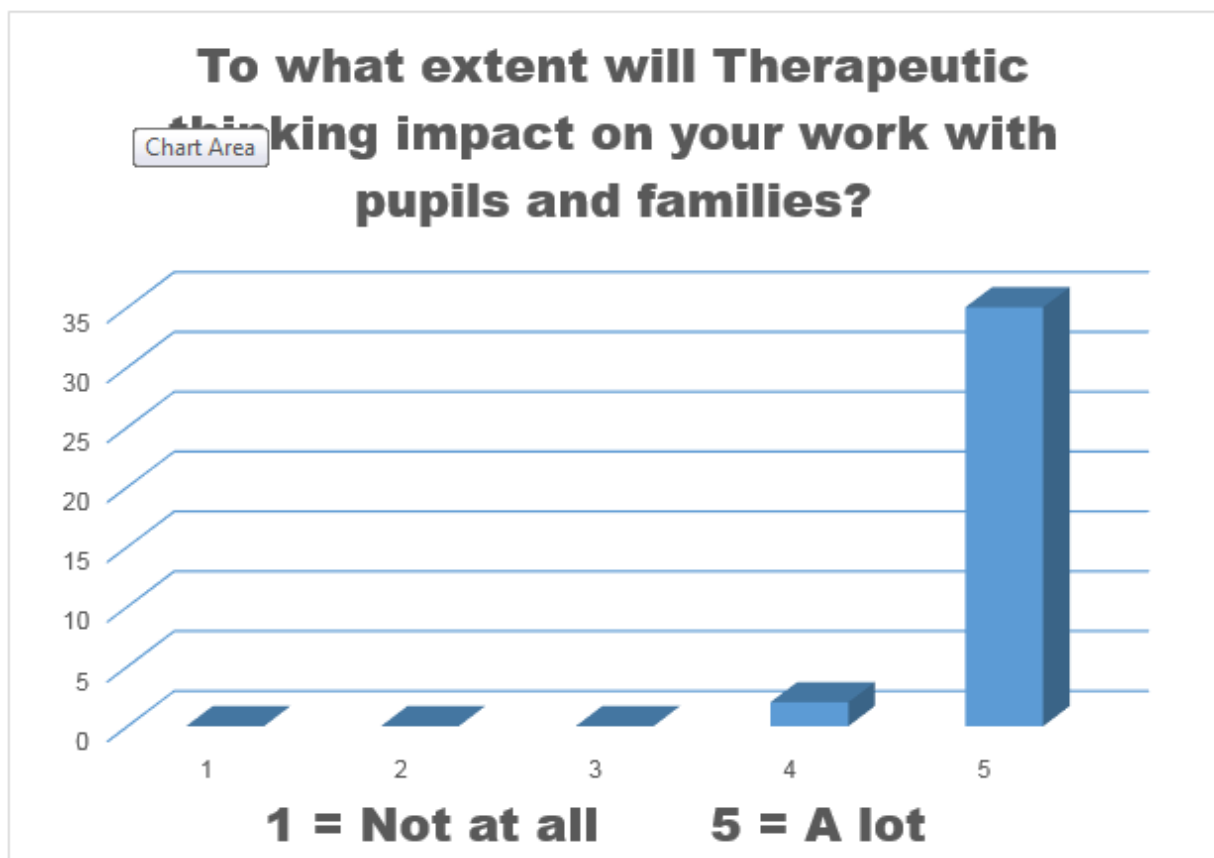 To what extent will Therapeutic
thinking impact on your work with
pupils and families?
Chart Area
35
30
25
20
15
10
5
0
1 2 3 4 5
1 = Not at all 5 = A lot